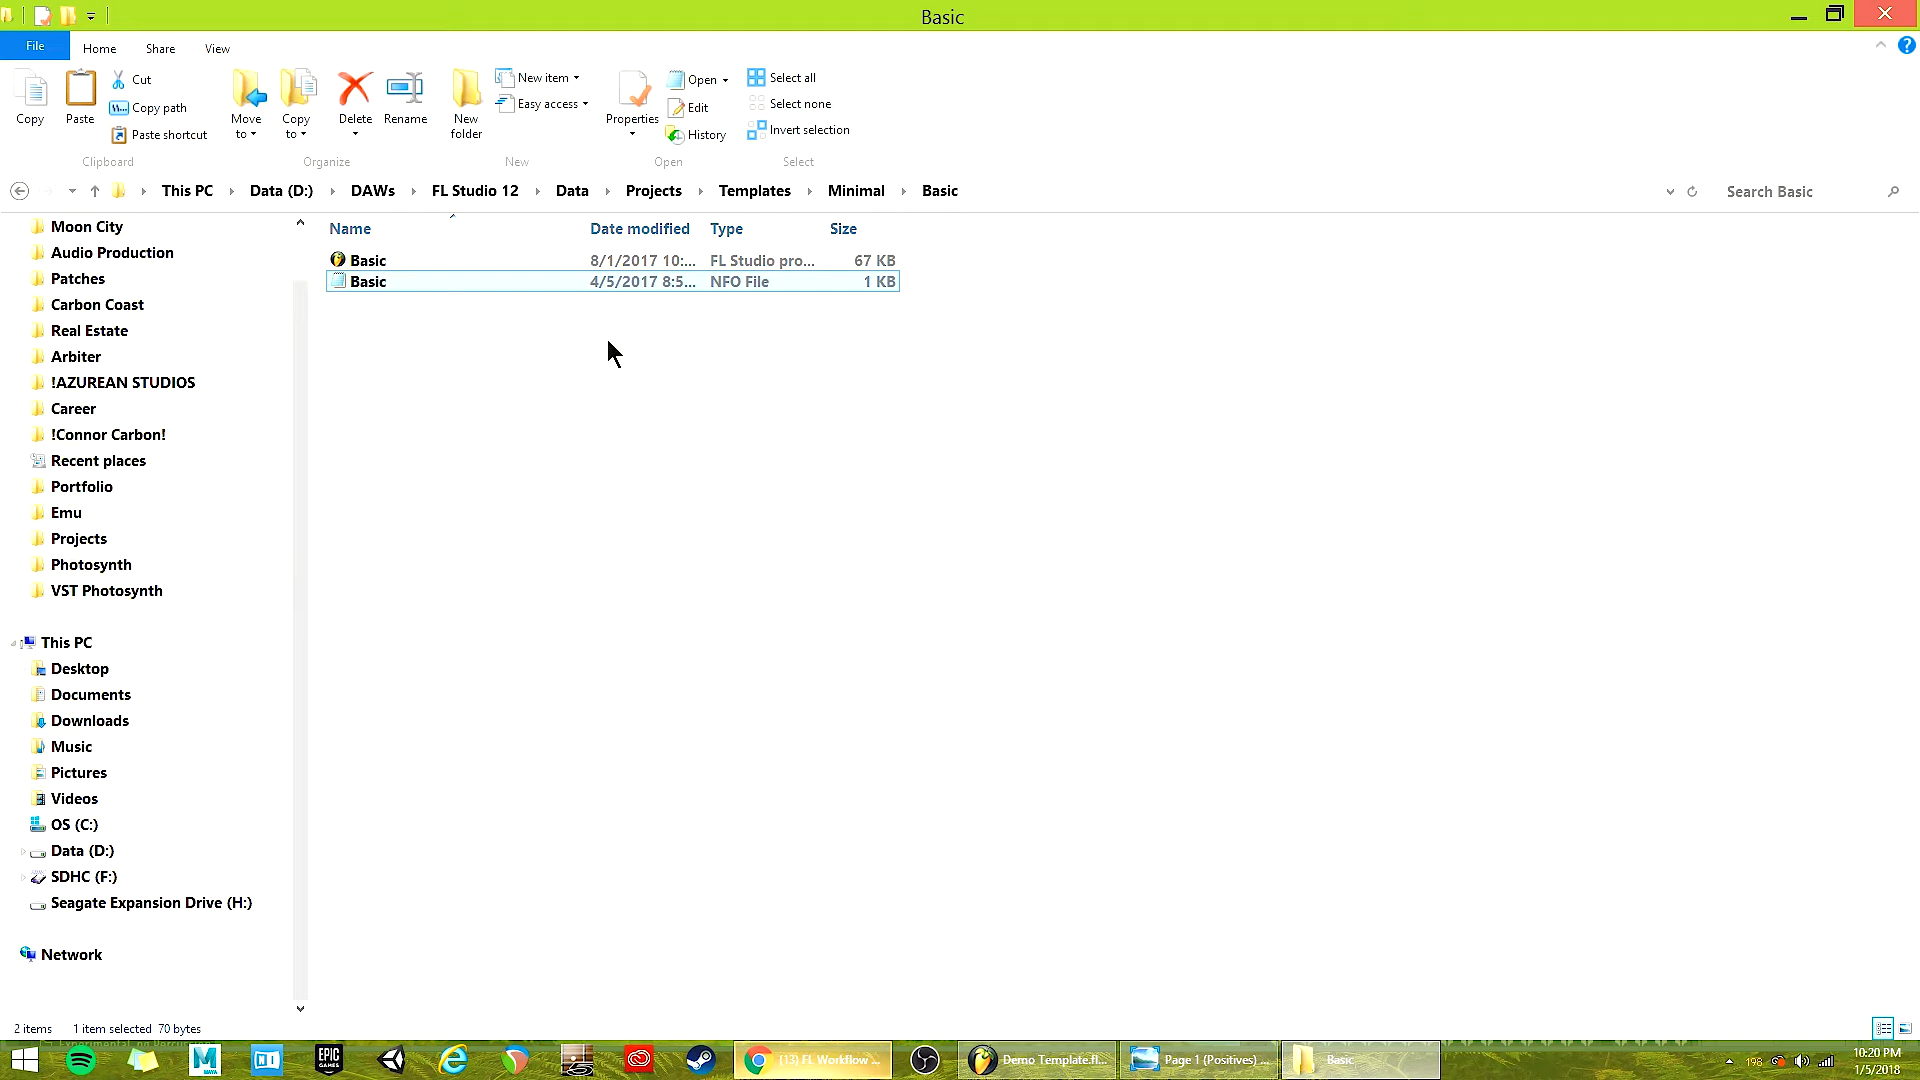 Basic
File Home Share View
Copy
Paste
Cut
Copy path
Paste shortcut
Clipboard
Move to
Copy to
Delete
Rename
Organize
New folder
New item
Easy access
New
Properties
Open
Edit
History
Open
Select all
Select none
Invert selection
Select
This PC Data (D:) DAWs FL Studio 12 Data Projects Templates Minimal Basic
Search Basic
Name Date modified Type Size
Basic 8/1/2017 10:... FL Studio pro... 67 KB
Basic 4/5/2017 8:5... NFO File 1 KB
Moon City
Audio Production
Patches
Carbon Coast
Real Estate
Arbiter
!AZUREAN STUDIOS
Career
!Connor Carbon!
Recent places
Portfolio
Emu
Projects
Photosynth
VST Photosynth
This PC
Desktop
Documents
Downloads
Music
Pictures
Videos
OS (C:)
Data (D:)
SDHC (F:)
Seagate Expansion Drive (H:)
Network
2 items 1 item selected 70 bytes
MAYA
EPIC GAMES
(13) FL Workflow ...
Demo Template.fl...
Page 1 (Positives) ...
Basic
198
10:20 PM
1/5/2018